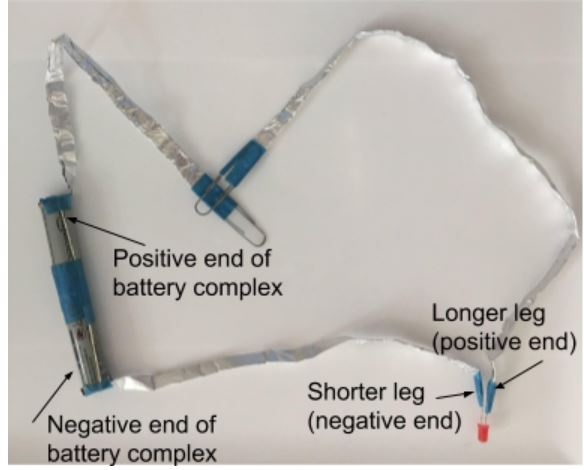 Positive end of
battery complex
Longer leg
(positive end)
Shorter leg
(negative end)
Negative end of
battery complex